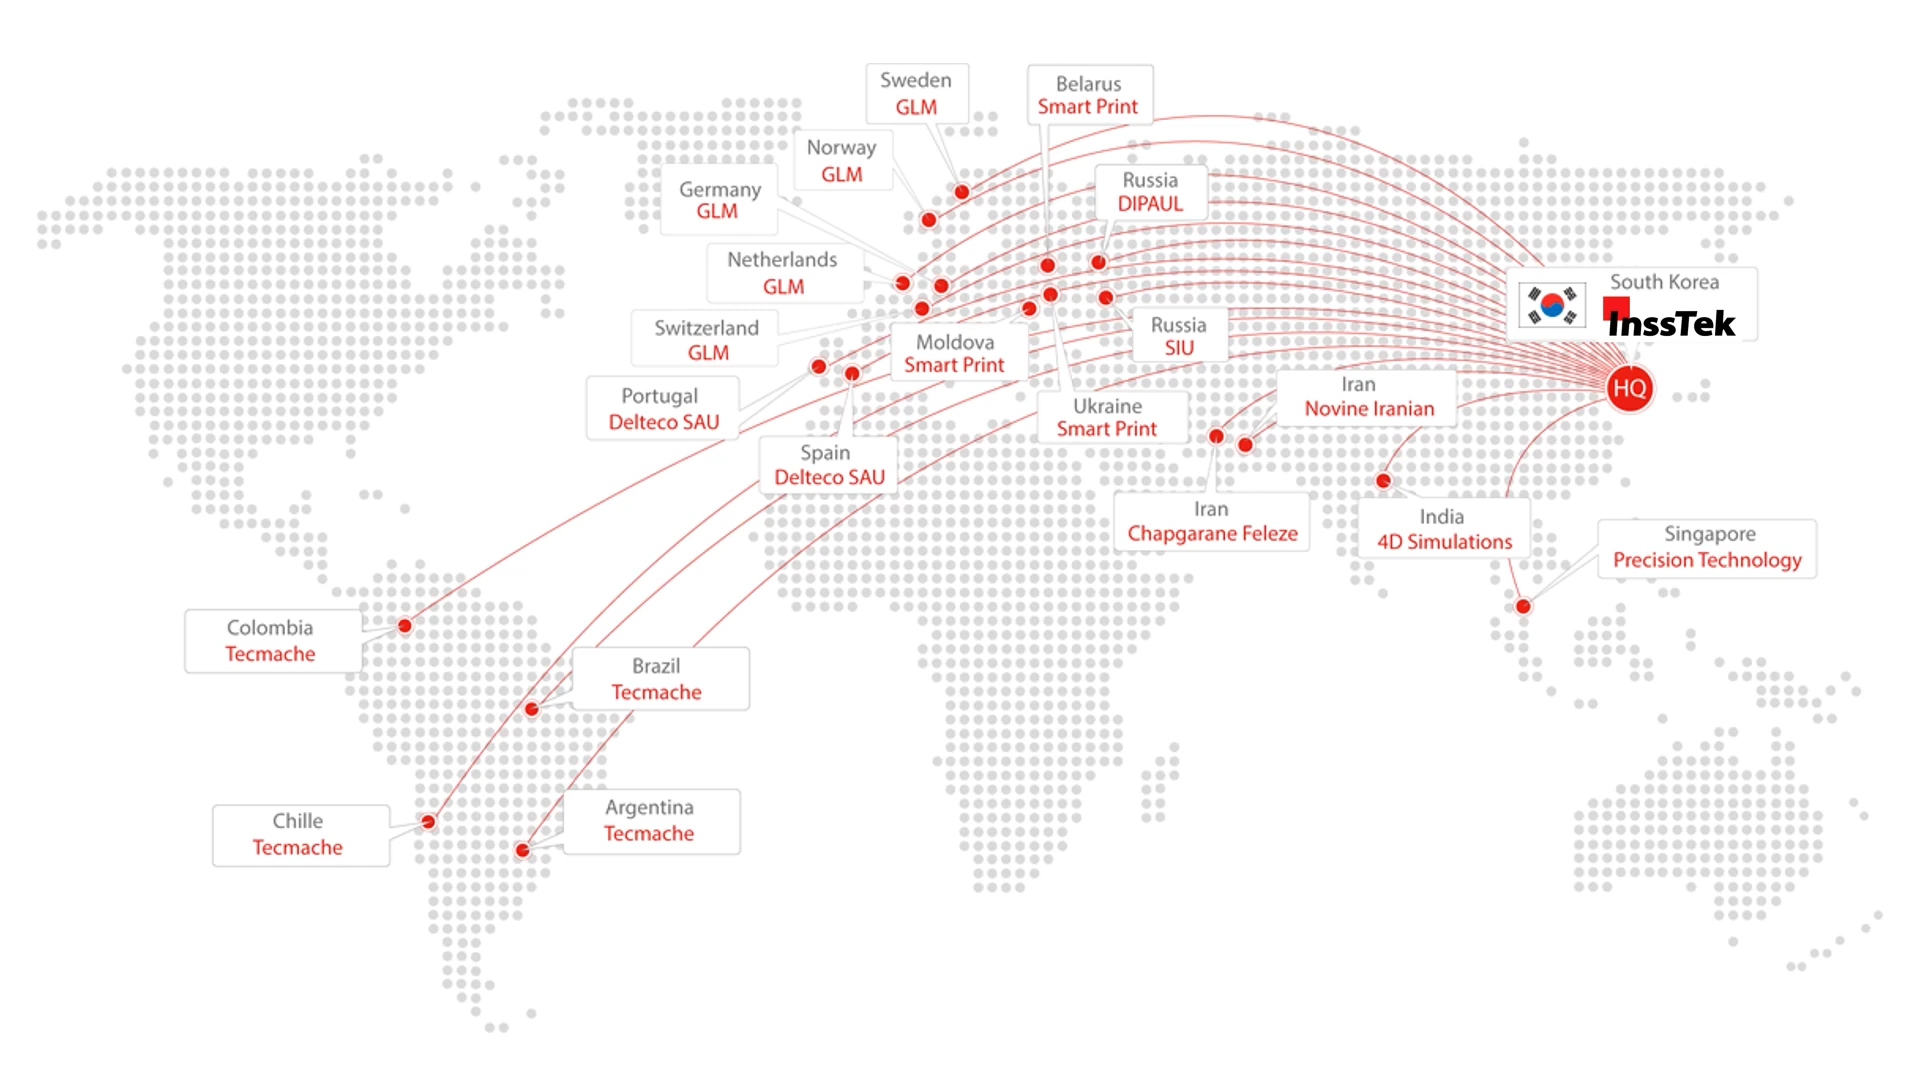 Sweden
GLM
Belarus
Smart Print
Norway
GLM
Germany
GLM
Russia
DIPAUL
Netherlands
GLM
South Korea
InssTek
Switzerland
GLM
Moldova
Smart Print
Russia
SIU
HQ
Portugal
Delteco SAU
Iran
Novine Iranian
Ukraine
Smart Print
Spain
Delteco SAU
Iran
Chapgarane Feleze
India
4D Simulations
Singapore
Precision Technology
Colombia
Tecmache
Brazil
Tecmache
Chille
Tecmache
Argentina
Tecmache